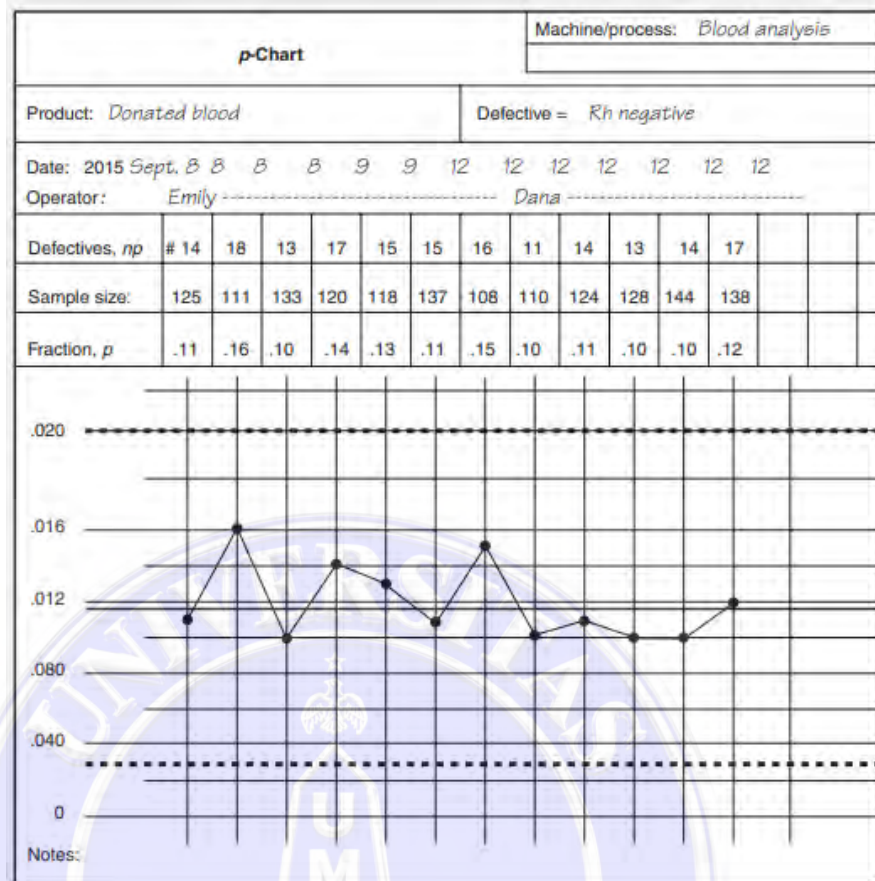 Machine/process: Blood analysis
p-Chart
Product: Donated blood Defective = Rh negative
Date: 2015 Sept. 8 8 8 8 9 9 12 12 12 12 12 12 12
Operator: Emily ---------------------------- Dana ------------------------
Defectives, np # 14 18 13 17 15 15 16 11 14 13 14 17
Sample size: 125 111 133 120 118 137 108 110 124 128 144 138
Fraction, p .11 .16 .10 .14 .13 .11 .15 .10 .11 .10 .10 .12
.020
.016
.012
.080
.040
0
Notes:
UNIVERSITAS
U
M